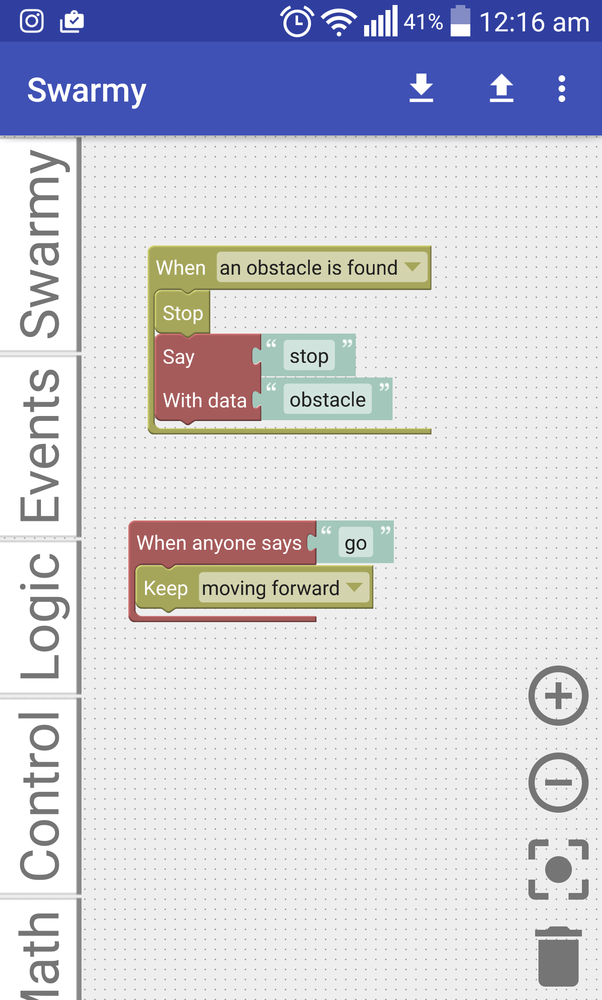 41% 12:16 am
Swarmy
Swarmy
Events
Logic
Control
Math
When an obstacle is found
Stop
Say “ stop ”
With data “ obstacle ”
When anyone says “ go ”
Keep moving forward